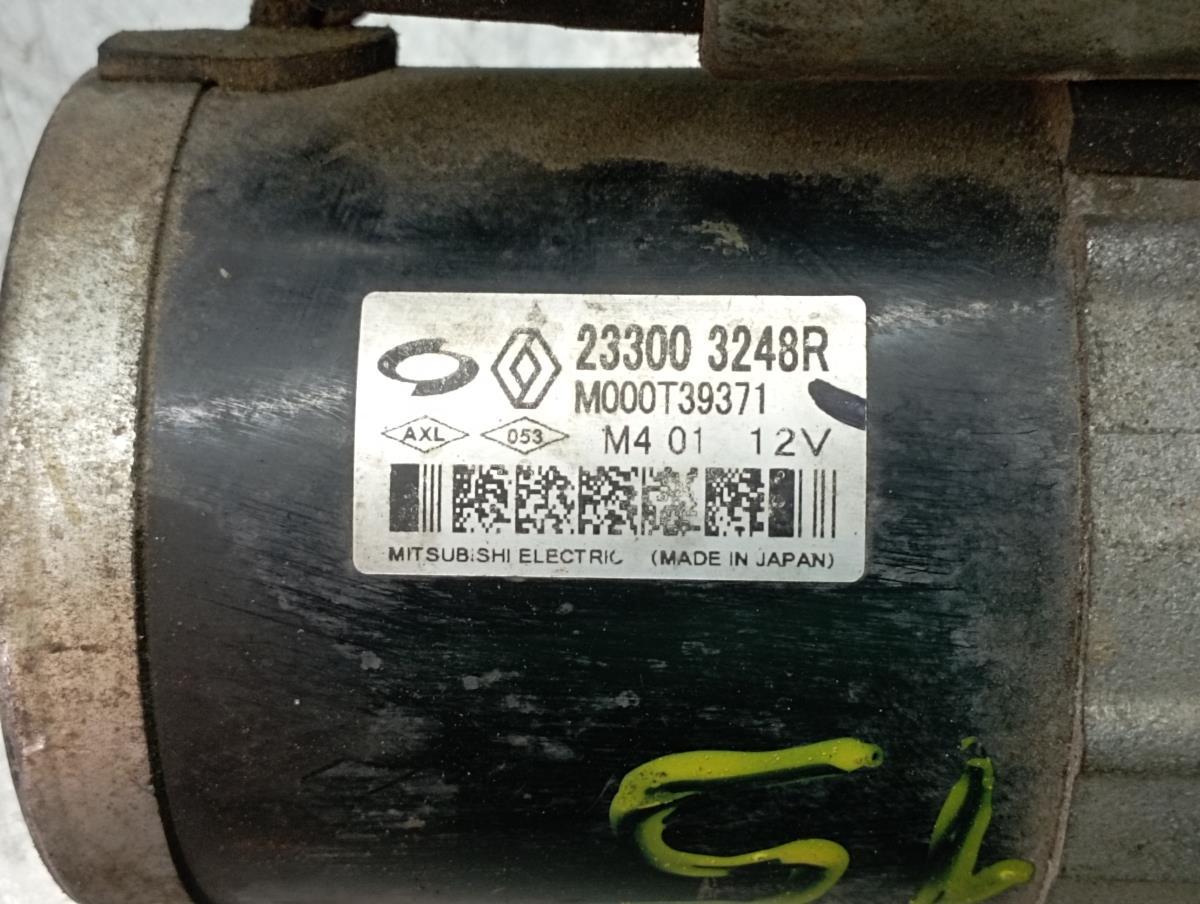 23300 3248R
M000T39371
AXL 053 M4 01 12V
MITSUBISHI ELECTRIC (MADE IN JAPAN)